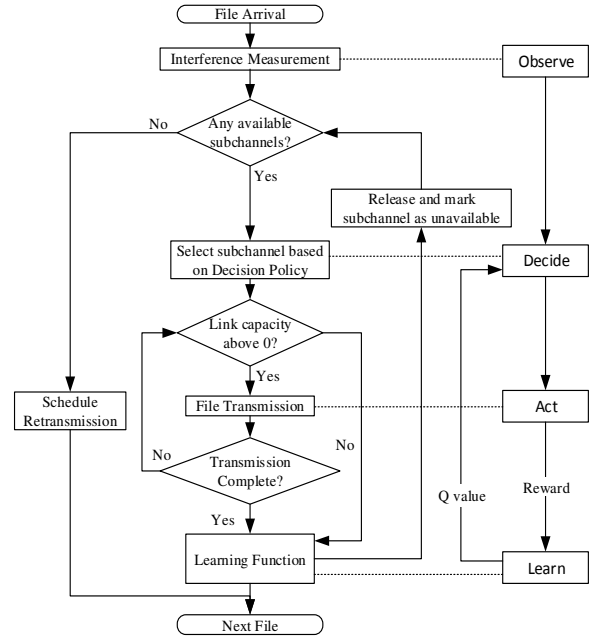 File Arrival
Interference Measurement
Observe
No
Any available
subchannels?
Yes
Release and mark
subchannel as unavailable
Select subchannel based
on Decision Policy
Decide
Link capacity
above 0?
Yes
Schedule
Retransmission
File Transmission
Act
No
No
Transmission
Complete?
Q value
Reward
Yes
Learning Function
Learn
Next File